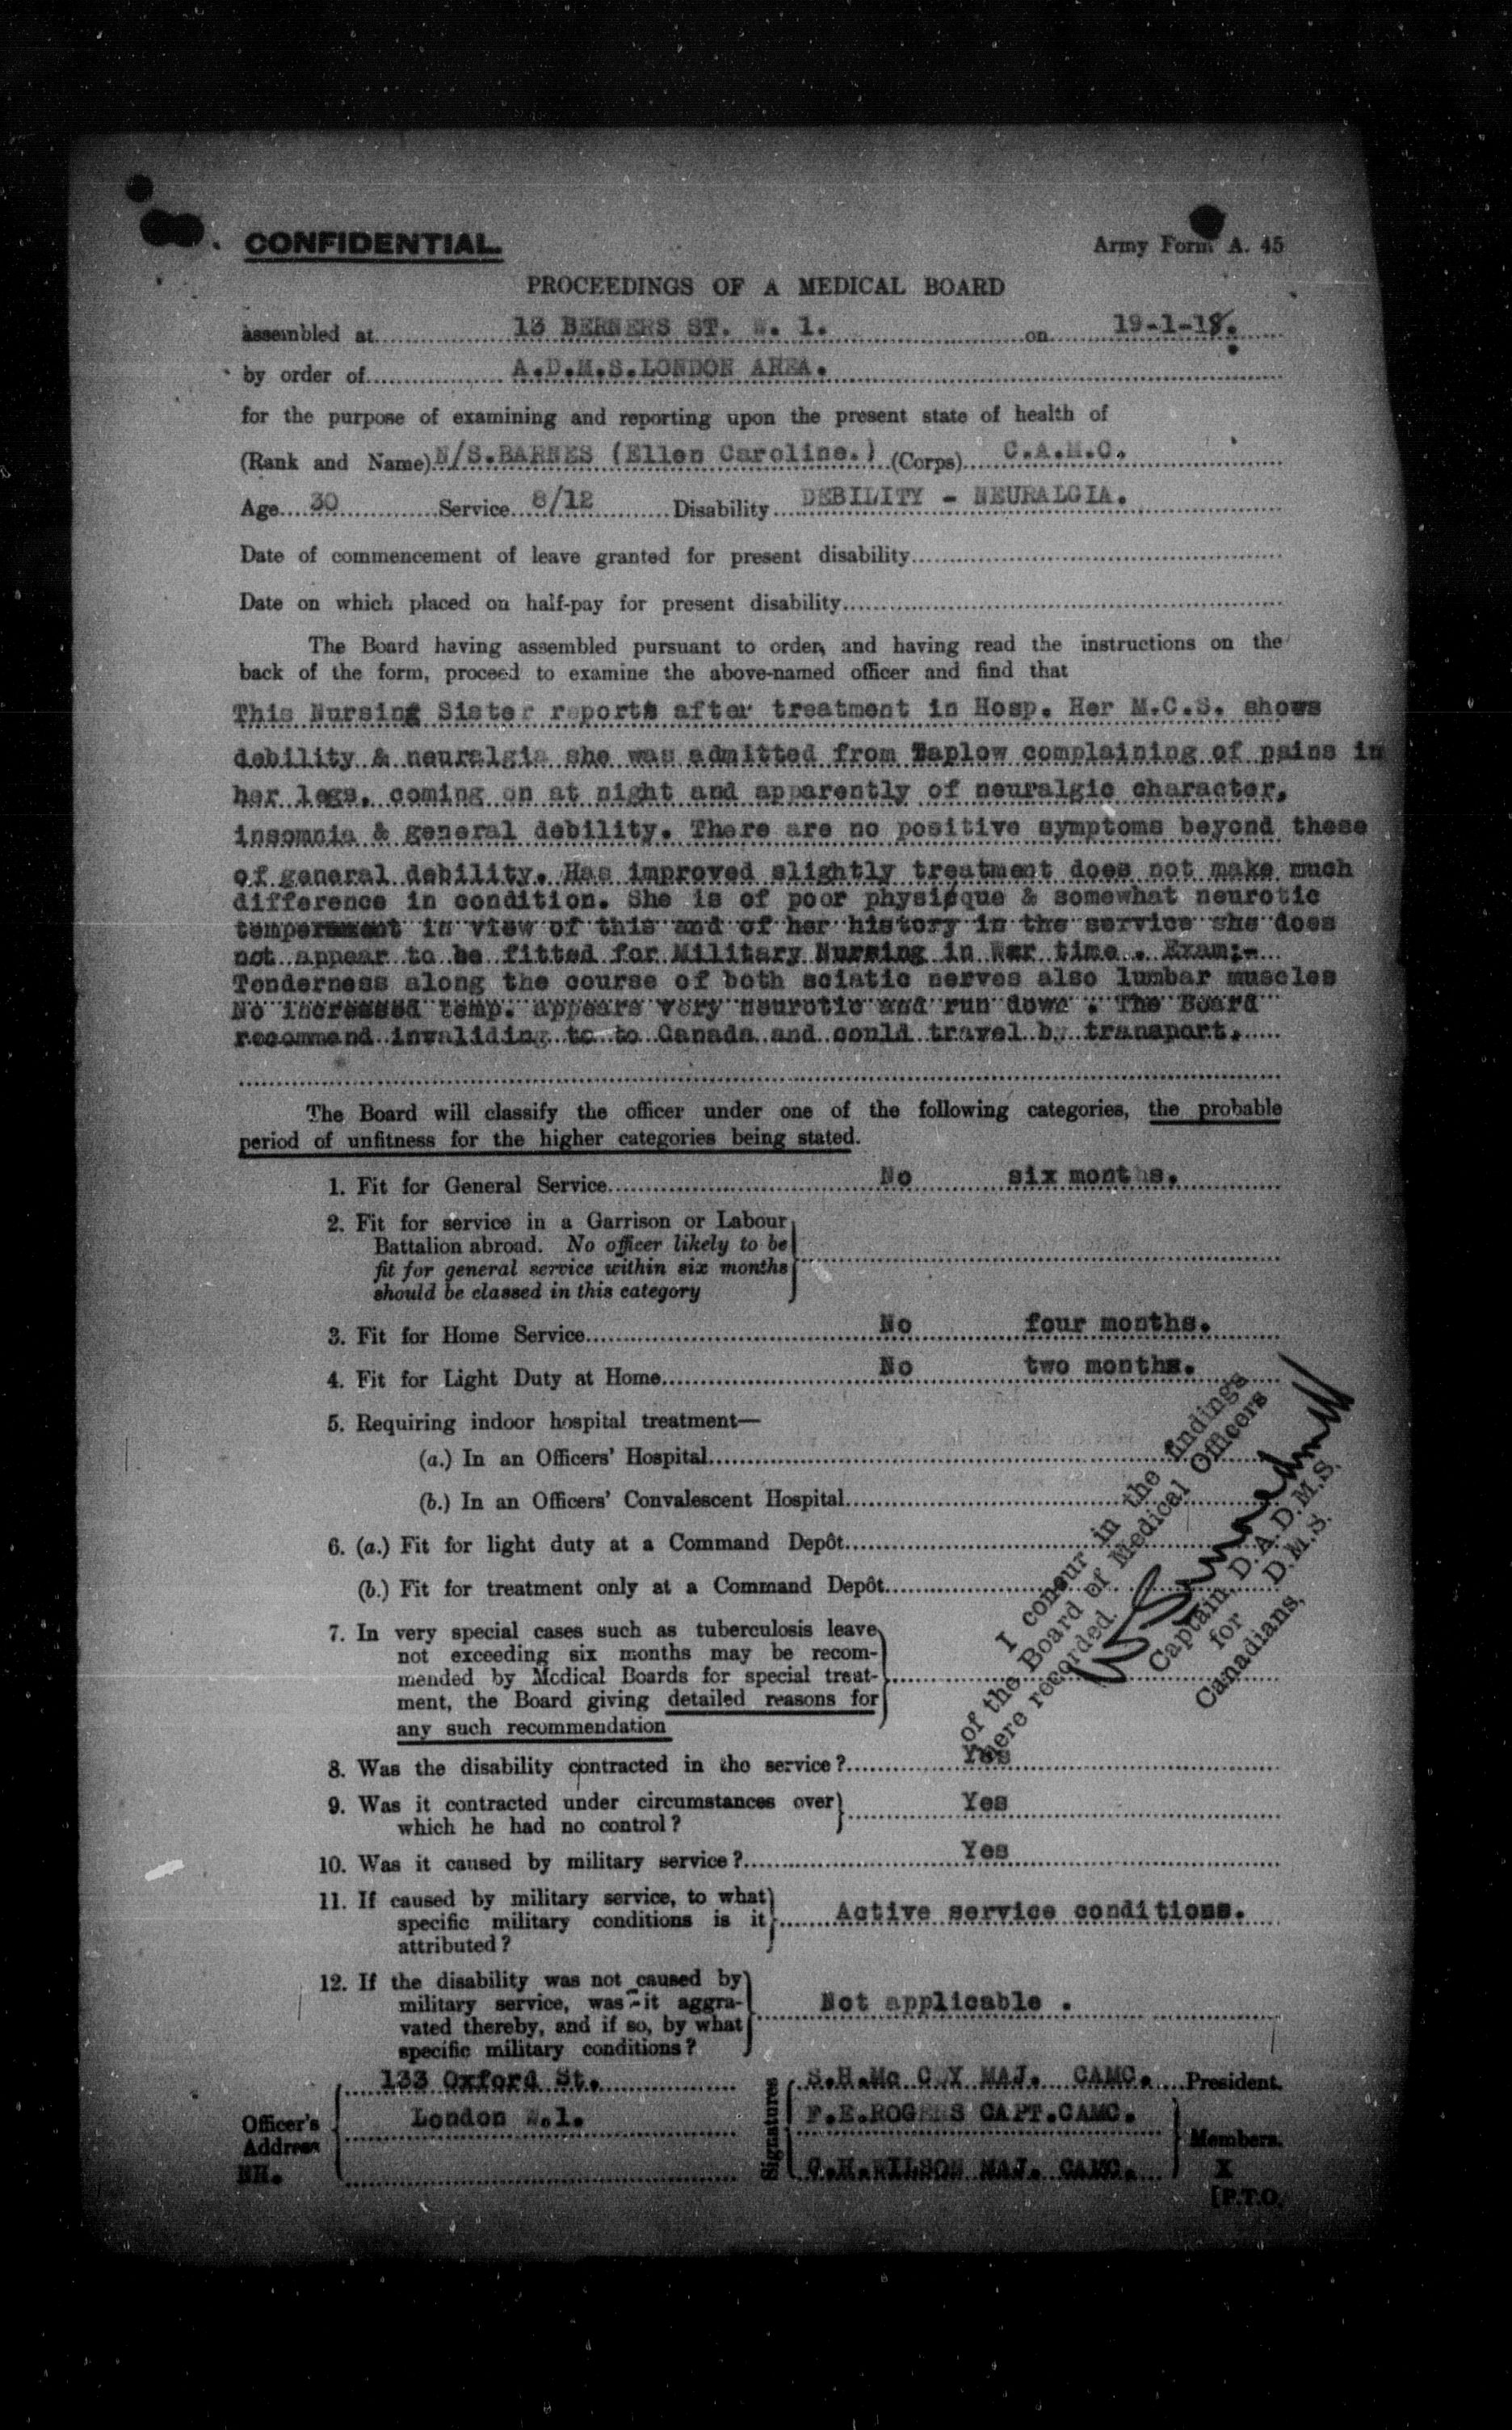 CONFIDENTIAL.
Army Form A. 45
PROCEEDINGS OF A MEDICAL BOARD
assembled at 13 BERNERS ST. W. 1. on 19-1-18.
by order of A.D.M.S.LONDON AREA.
for the purpose of examining and reporting upon the present state of health of
(Rank and Name) N/S.BARNES (Ellen Caroline.) (Corps) C.A.M.C.
Age 30 Service 8/12 Disability DEBILITY - NEURALGIA.
Date of commencement of leave granted for present disability
Date on which placed on half-pay for present disability
The Board having assembled pursuant to order, and having read the instructions on the
back of the form, proceed to examine the above-named officer and find that
This Nursing Sister reports after treatment in Hosp. Her M.C.S. shows
debility & neuralgia she was admitted from Taplow complaining of pains in
her legs, coming on at night and apparently of neuralgic character,
insomnia & general debility. There are no positive symptoms beyond these
of general debility. Has improved slightly treatment does not make much
difference in condition. She is of poor physique & somewhat neurotic
temperament in view of this and of her history in the service she does
not appear to be fitted for Military Nursing in War time . Exam:-
Tenderness along the course of both sciatic nerves also lumbar muscles
No increased temp. appears very neurotic and run down . The Board
recommend invaliding to to Canada and could travel by transport.
The Board will classify the officer under one of the following categories, the probable
period of unfitness for the higher categories being stated.
1. Fit for General Service No six months.
2. Fit for service in a Garrison or Labour
Battalion abroad. No officer likely to be
fit for general service within six months
should be classed in this category
3. Fit for Home Service No four months.
4. Fit for Light Duty at Home No two months.
5. Requiring indoor hospital treatment—
(a.) In an Officers' Hospital
(b.) In an Officers' Convalescent Hospital
6. (a.) Fit for light duty at a Command Depôt
(b.) Fit for treatment only at a Command Depôt
I concur in the findings
of the Board of Medical Officers
here recorded.
Captain, D.A.D.M.S.
for D.M.S.
Canadians,
7. In very special cases such as tuberculosis leave
not exceeding six months may be recom-
mended by Medical Boards for special treat-
ment, the Board giving detailed reasons for
any such recommendation
8. Was the disability contracted in the service? Yes
9. Was it contracted under circumstances over
which he had no control? Yes
10. Was it caused by military service? Yes
11. If caused by military service, to what
specific military conditions is it Active service conditions.
attributed?
12. If the disability was not caused by
military service, was it aggra- Not applicable .
vated thereby, and if so, by what
specific military conditions?
Officer's Address
133 Oxford St.
London W.1.
NH.
Signatures
S.H.Mc C Y MAJ. CAMC. President.
F.E.ROGERS CAPT.CAMC.
Members.
C.H.WILSON MAJ. CAMC. X
[P.T.O.